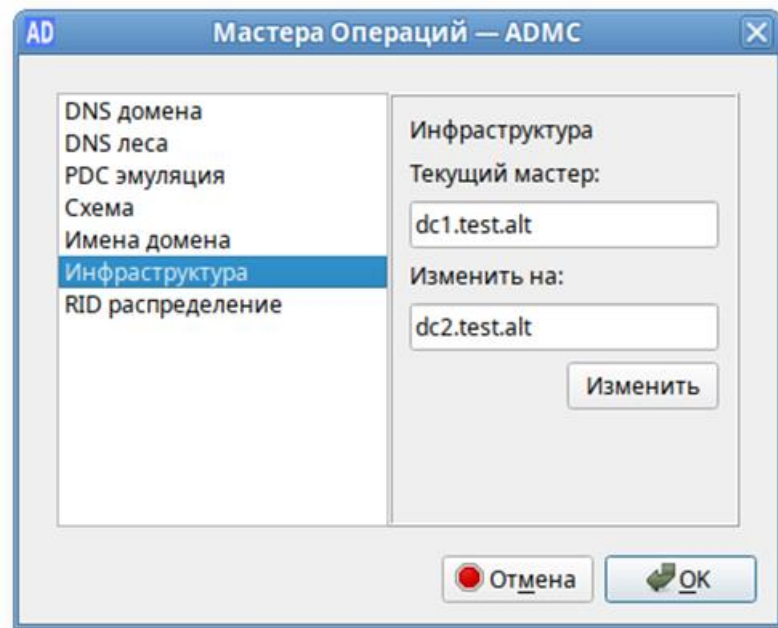 AD Мастера Операций — ADMC
DNS домена
DNS леса
PDC эмуляция
Схема
Имена домена
Инфраструктура
RID распределение
Инфраструктура
Текущий мастер:
dc1.test.alt
Изменить на:
dc2.test.alt
Изменить
Отмена
OK